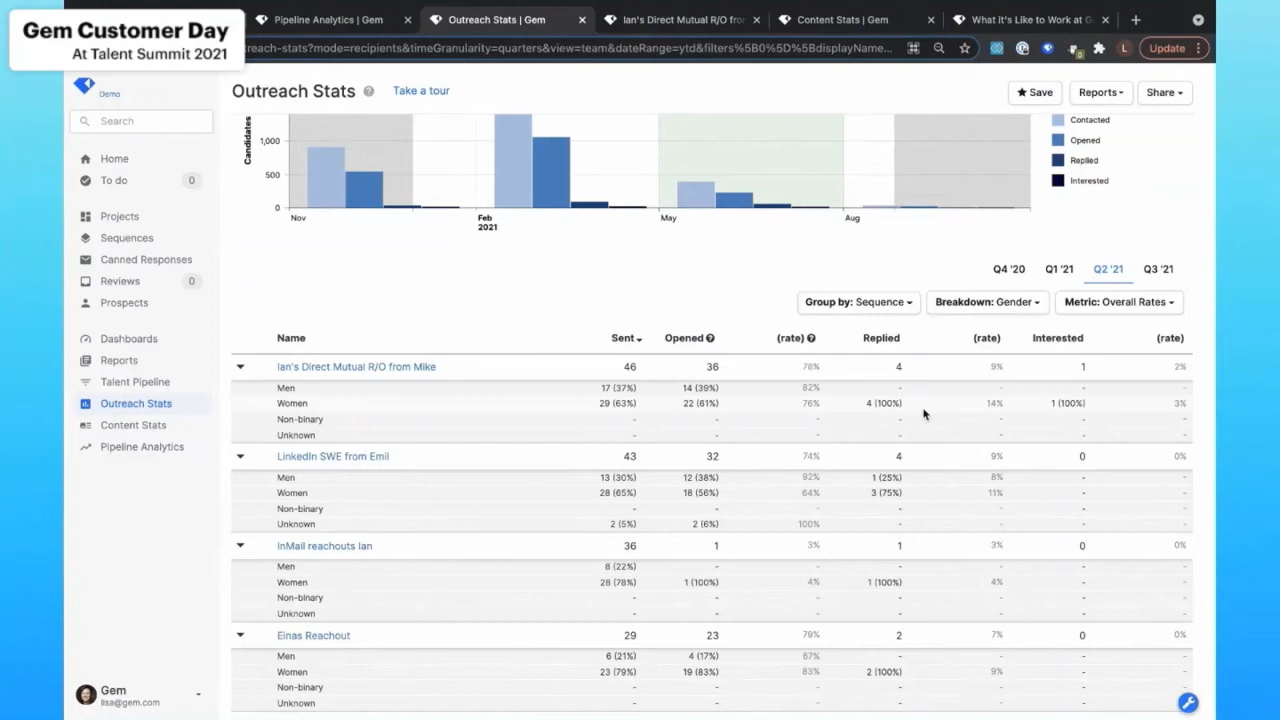 Gem Customer Day
At Talent Summit 2021
Pipeline Analytics | Gem
Outreach Stats | Gem
Ian's Direct Mutual R/O from
Content Stats | Gem
What it's Like to Work at G
reach-stats?mode=recipients&timeGranularity=quarters&view=team&dateRange=ytd&filters%5B0%5D%5BdisplayName...
0
L
Update
Demo
Search
Home
To do 0
Projects
Sequences
Canned Responses
Reviews 0
Prospects
Dashboards
Reports
Talent Pipeline
Outreach Stats
Content Stats
Pipeline Analytics
Gem
lisa@gem.com
Outreach Stats ? Take a tour
Save Reports Share
Candidates
1,000
500
0
Nov Feb May Aug
2021
Contacted
Opened
Replied
Interested
Q4 '20 Q1 '21 Q2 '21 Q3 '21
Group by: Sequence Breakdown: Gender Metric: Overall Rates
Name Sent Opened ? (rate) ? Replied (rate) Interested (rate)
Ian's Direct Mutual R/O from Mike 46 36 78% 4 9% 1 2%
Men 17 (37%) 14 (39%) 82% - - - -
Women 29 (63%) 22 (61%) 76% 4 (100%) 14% 1 (100%) 3%
Non-binary - - - - - - -
Unknown - - - - - - -
LinkedIn SWE from Emil 43 32 74% 4 9% 0 0%
Men 13 (30%) 12 (38%) 92% 1 (25%) 8% - -
Women 28 (65%) 18 (56%) 64% 3 (75%) 11% - -
Non-binary - - - - - - -
Unknown 2 (5%) 2 (6%) 100% - - - -
InMail reachouts Ian 36 1 3% 1 3% 0 0%
Men 8 (22%) - - - - - -
Women 28 (78%) 1 (100%) 4% 1 (100%) 4% - -
Non-binary - - - - - - -
Unknown - - - - - - -
Einas Reachout 29 23 79% 2 7% 0 0%
Men 6 (21%) 4 (17%) 67% - - - -
Women 23 (79%) 19 (83%) 83% 2 (100%) 9% - -
Non-binary - - - - - - -
Unknown - - - - - - -